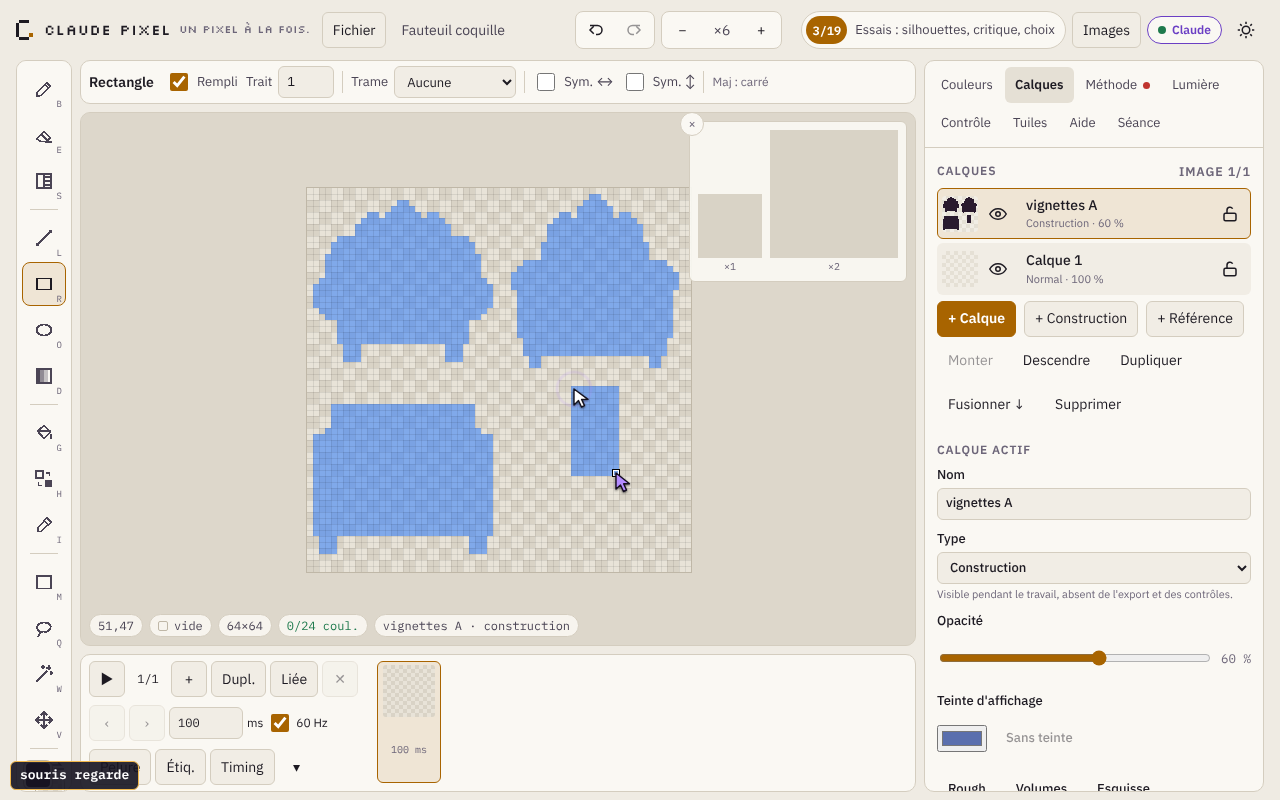 CLAUDE PIXEL UN PIXEL À LA FOIS. Fichier Fauteuil coquille − ×6 + 3/19 Essais : silhouettes, critique, choix Images Claude
Rectangle Rempli Trait 1 Trame Aucune Sym. ↔ Sym. ↕ Maj : carré
B
E
S
L
R
O
D
G
H
I
M
Q
W
V
×
×1 ×2
51,47 vide 64×64 0/24 coul. vignettes A · construction
1/1 + Dupl. Liée ✕
‹ › 100 ms 60 Hz
Étiq. Timing ▼
100 ms
souris regarde
Couleurs Calques Méthode Lumière
Contrôle Tuiles Aide Séance
CALQUES IMAGE 1/1
vignettes A
Construction · 60 %
Calque 1
Normal · 100 %
+ Calque + Construction + Référence
Monter Descendre Dupliquer
Fusionner ↓ Supprimer
CALQUE ACTIF
Nom
vignettes A
Type
Construction
Visible pendant le travail, absent de l'export et des contrôles.
Opacité
60 %
Teinte d'affichage
Sans teinte
Rough Volumes Esquisse